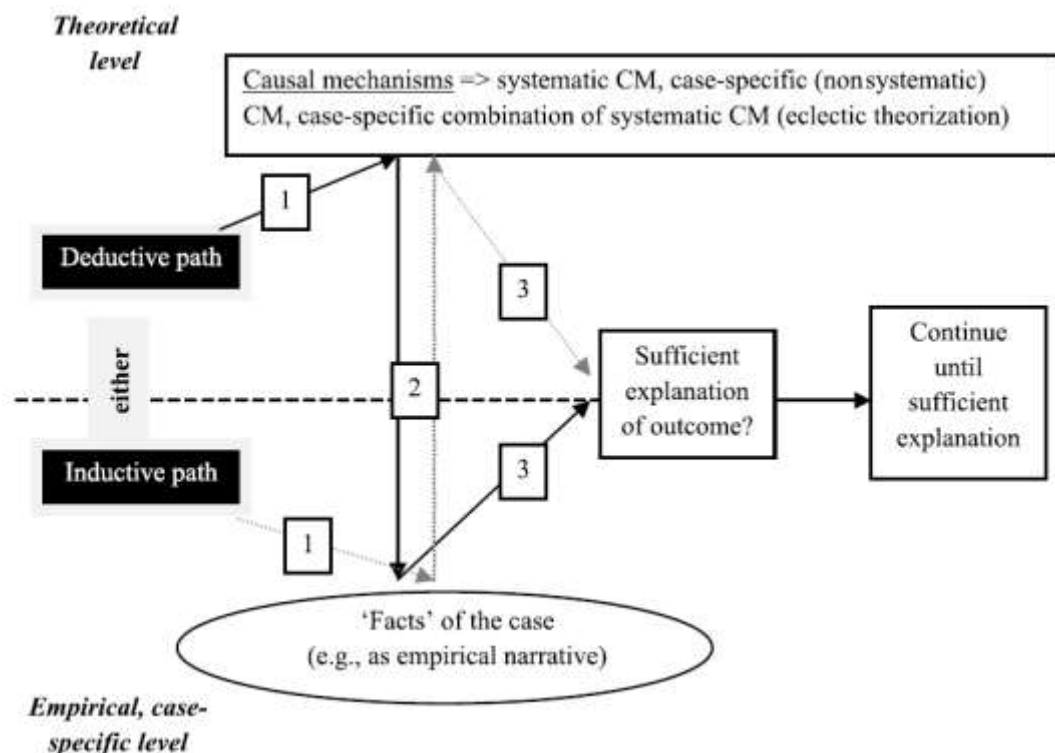 Theoretical
level
Causal mechanisms => systematic CM, case-specific (nonsystematic)
CM, case-specific combination of systematic CM (eclectic theorization)
1
Deductive path
3
either
2
Sufficient
explanation
of outcome?
Continue
until
sufficient
explanation
Inductive path
3
1
‘Facts’ of the case
(e.g., as empirical narrative)
Empirical, case-
specific level